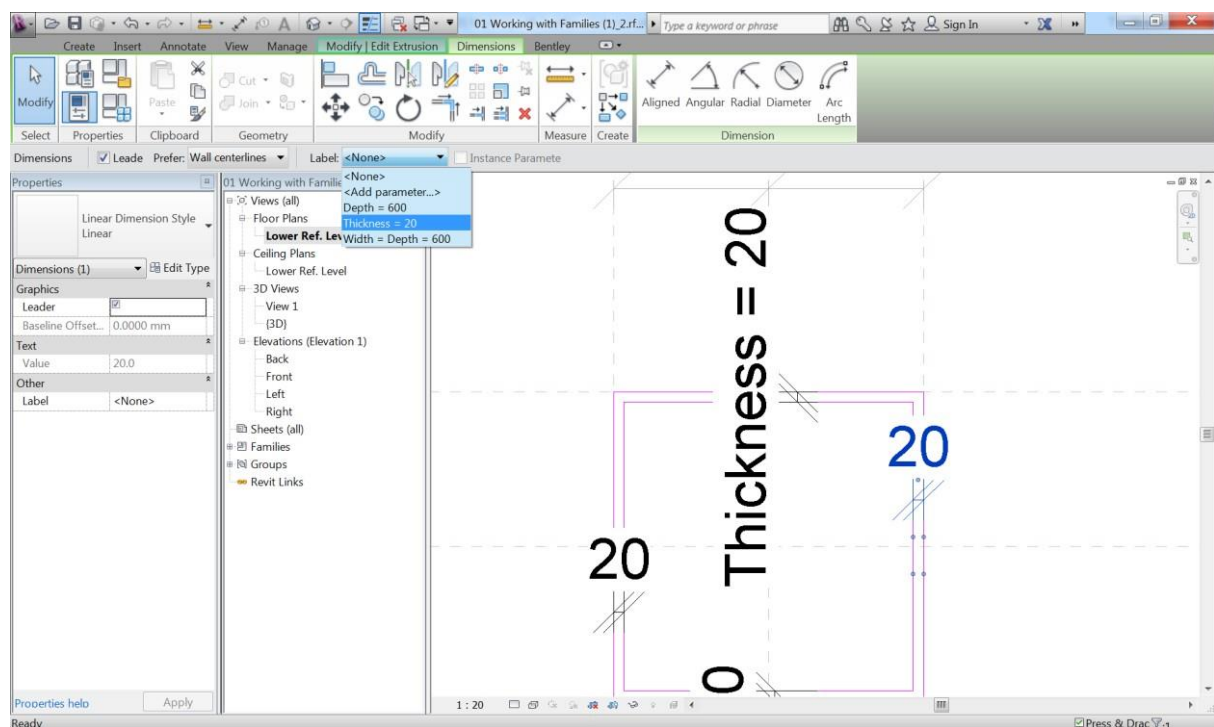 01 Working with Families (1)_2.rf...
Type a keyword or phrase
Sign In
Create Insert Annotate View Manage Modify | Edit Extrusion Dimensions Bentley
Modify
Paste
Cut
Join
Aligned Angular Radial Diameter Arc Length
Select Properties Clipboard Geometry Modify Measure Create Dimension
Dimensions Leade Prefer: Wall centerlines Label: <None> Instance Paramete
<None>
<Add parameter...>
Depth = 600
Thickness = 20
Width = Depth = 600
Properties
Linear Dimension Style
Linear
Dimensions (1) Edit Type
Graphics
Leader
Baseline Offset... 0.0000 mm
Text
Value 20.0
Other
Label <None>
Properties help Apply
01 Working with Familie
Views (all)
Floor Plans
Lower Ref. Lev
Ceiling Plans
Lower Ref. Level
3D Views
View 1
{3D}
Elevations (Elevation 1)
Back
Front
Left
Right
Sheets (all)
Families
Groups
Revit Links
Thickness = 20
20
20
0
1 : 20
Ready
Press & Drac